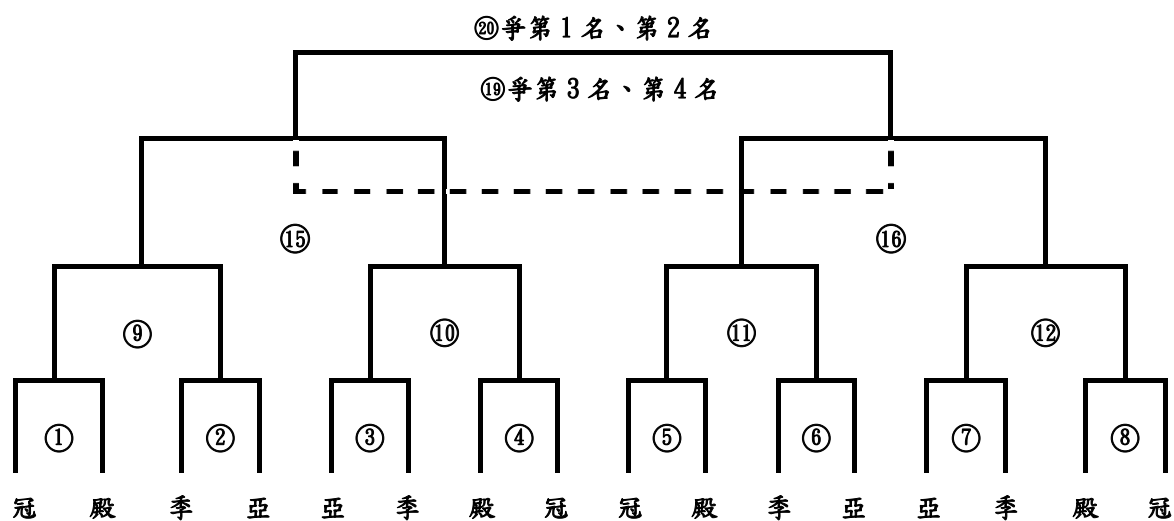 ⑳爭第1名、第2名
⑲爭第3名、第4名
⑮ ⑯
⑨ ⑩ ⑪ ⑫
① ② ③ ④ ⑤ ⑥ ⑦ ⑧
冠 殿 季 亞 亞 季 殿 冠 冠 殿 季 亞 亞 季 殿 冠